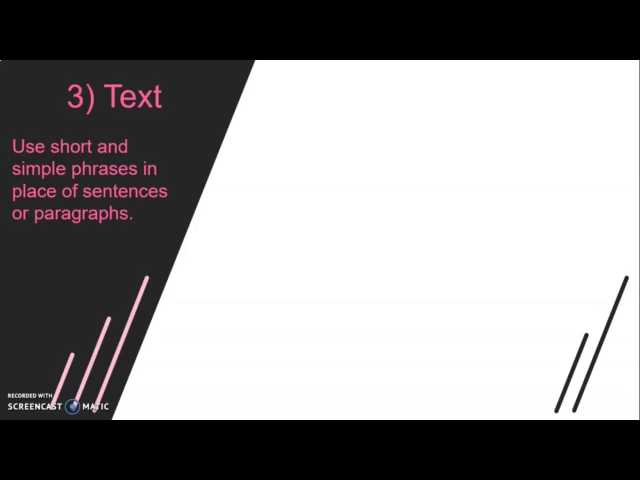 3) Text
Use short and
simple phrases in
place of sentences
or paragraphs.
RECORDED WITH
SCREENCAST MATIC